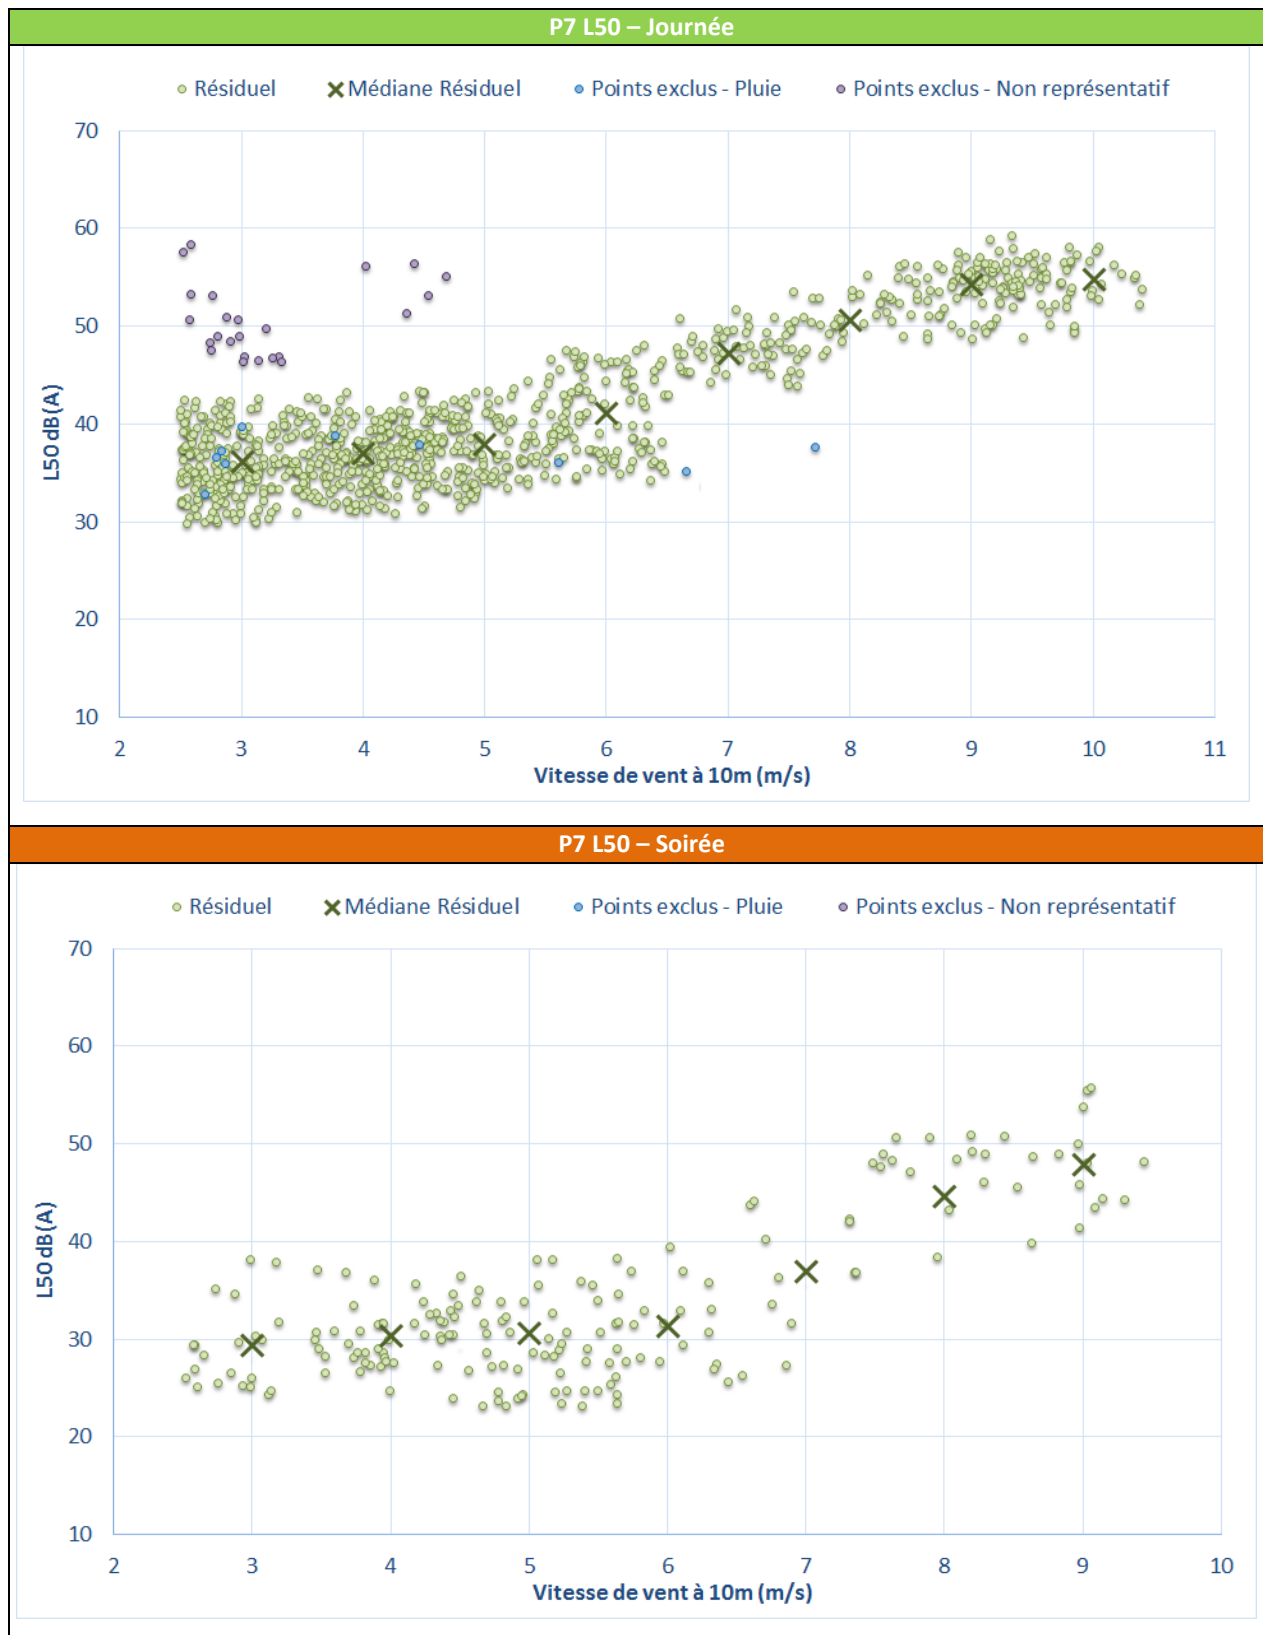 P7 L50 – Journée
Résiduel Médiane Résiduel Points exclus - Pluie Points exclus - Non représentatif
70
60
50
40
30
20
10
L50 dB(A)
2 3 4 5 6 7 8 9 10 11
Vitesse de vent à 10m (m/s)
P7 L50 – Soirée
Résiduel Médiane Résiduel Points exclus - Pluie Points exclus - Non représentatif
70
60
50
40
30
20
10
L50 dB(A)
2 3 4 5 6 7 8 9 10
Vitesse de vent à 10m (m/s)